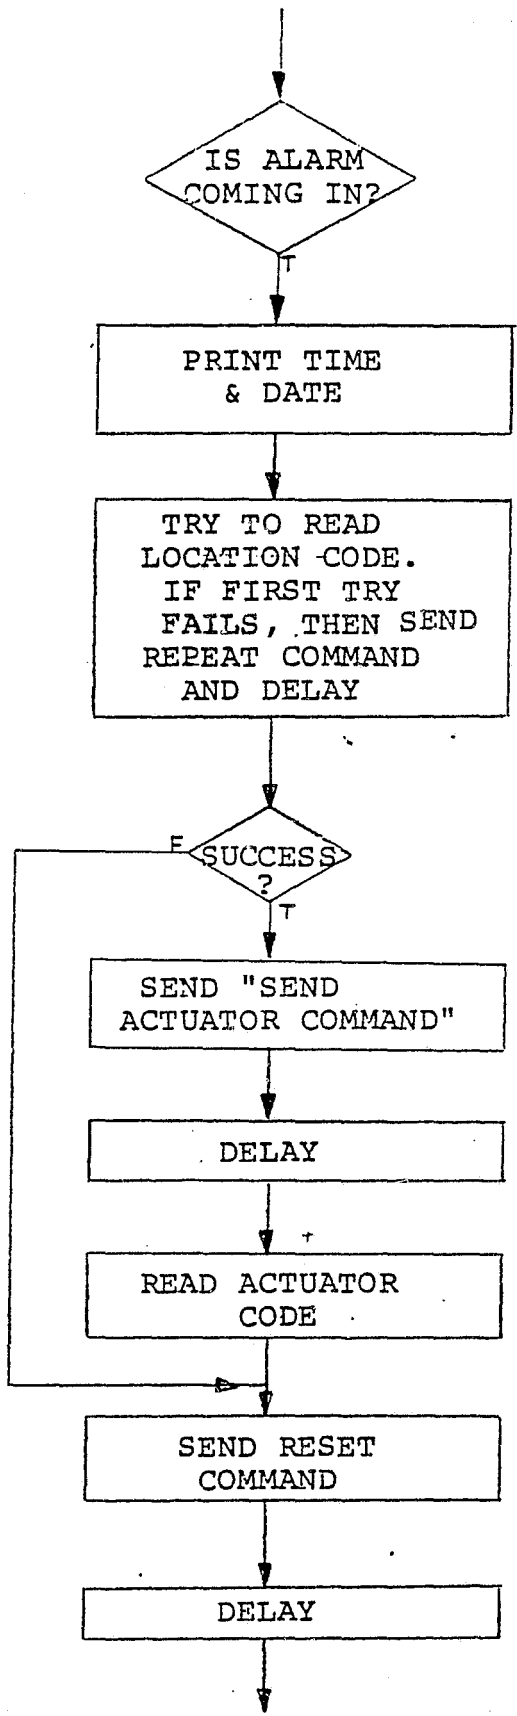 IS ALARM
COMING IN?
T
PRINT TIME
& DATE
TRY TO READ
LOCATION CODE.
IF FIRST TRY
FAILS, THEN SEND
REPEAT COMMAND
AND DELAY
F
SUCCESS
?
T
SEND "SEND
ACTUATOR COMMAND"
DELAY
READ ACTUATOR
CODE
SEND RESET
COMMAND
DELAY